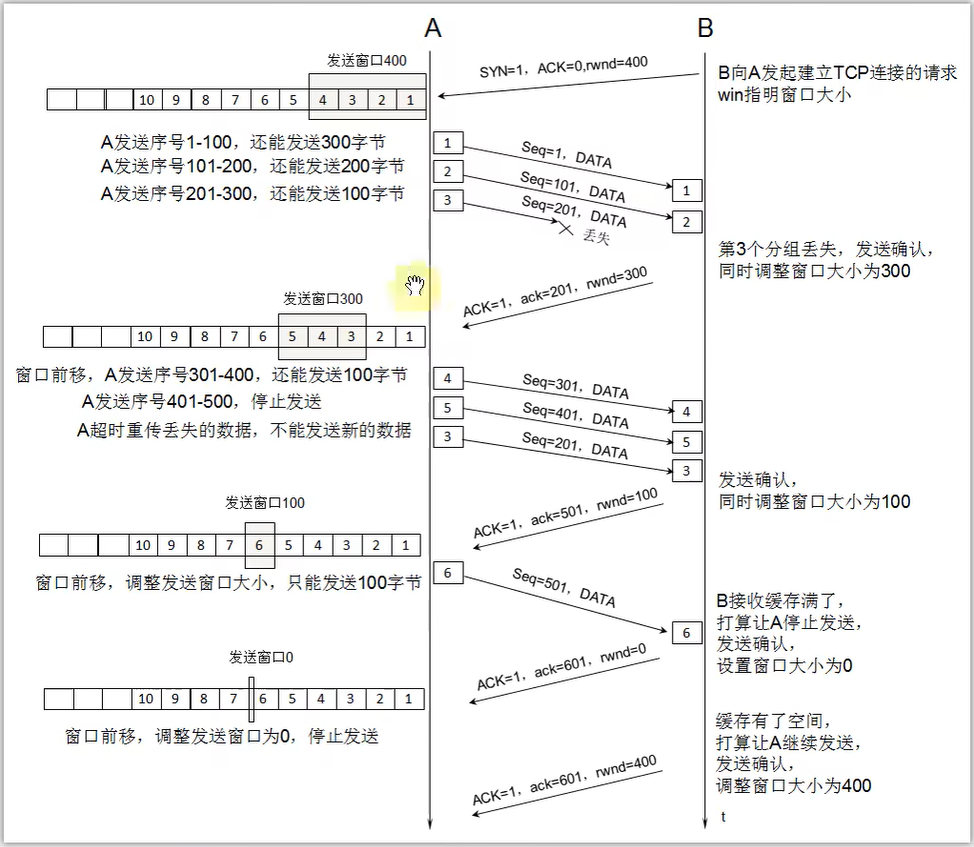 A
B
发送窗口400
SYN=1，ACK=0,rwnd=400
B向A发起建立TCP连接的请求
win指明窗口大小
10 9 8 7 6 5 4 3 2 1
A发送序号1-100，还能发送300字节
A发送序号101-200，还能发送200字节
A发送序号201-300，还能发送100字节
1
Seq=1，DATA
1
2
Seq=101，DATA
2
3
Seq=201，DATA
丢失
第3个分组丢失，发送确认，
同时调整窗口大小为300
ACK=1，ack=201，rwnd=300
发送窗口300
10 9 8 7 6 5 4 3 2 1
窗口前移，A发送序号301-400，还能发送100字节
A发送序号401-500，停止发送
A超时重传丢失的数据，不能发送新的数据
4
Seq=301，DATA
4
5
Seq=401，DATA
5
3
Seq=201，DATA
3
发送确认，
同时调整窗口大小为100
ACK=1，ack=501，rwnd=100
发送窗口100
10 9 8 7 6 5 4 3 2 1
窗口前移，调整发送窗口大小，只能发送100字节
6
Seq=501，DATA
6
B接收缓存满了，
打算让A停止发送，
发送确认，
设置窗口大小为0
ACK=1，ack=601，rwnd=0
发送窗口0
10 9 8 7 6 5 4 3 2 1
窗口前移，调整发送窗口为0，停止发送
缓存有了空间，
打算让A继续发送，
发送确认，
调整窗口大小为400
ACK=1，ack=601，rwnd=400
t